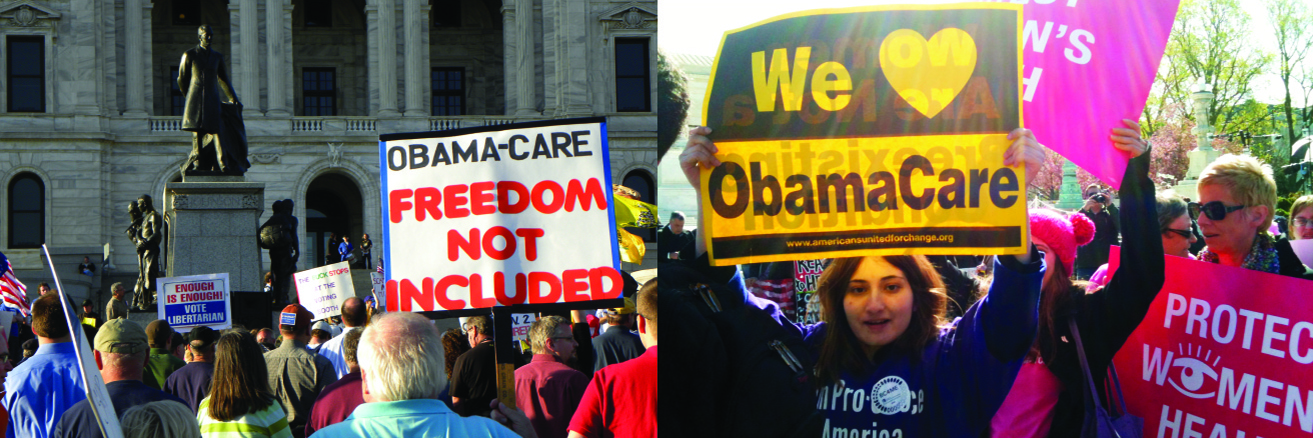 OBAMA-CARE
FREEDOM
NOT
INCLUDED
ENOUGH
IS ENOUGH!
VOTE
LIBERTARIAN
THE BUCK STOPS
AT THE
VOTING
BOOTH
We
ObamaCare
www.americansunitedforchange.org
W'S
H
PROTEC
WOMEN
HEAL
Pro-
America